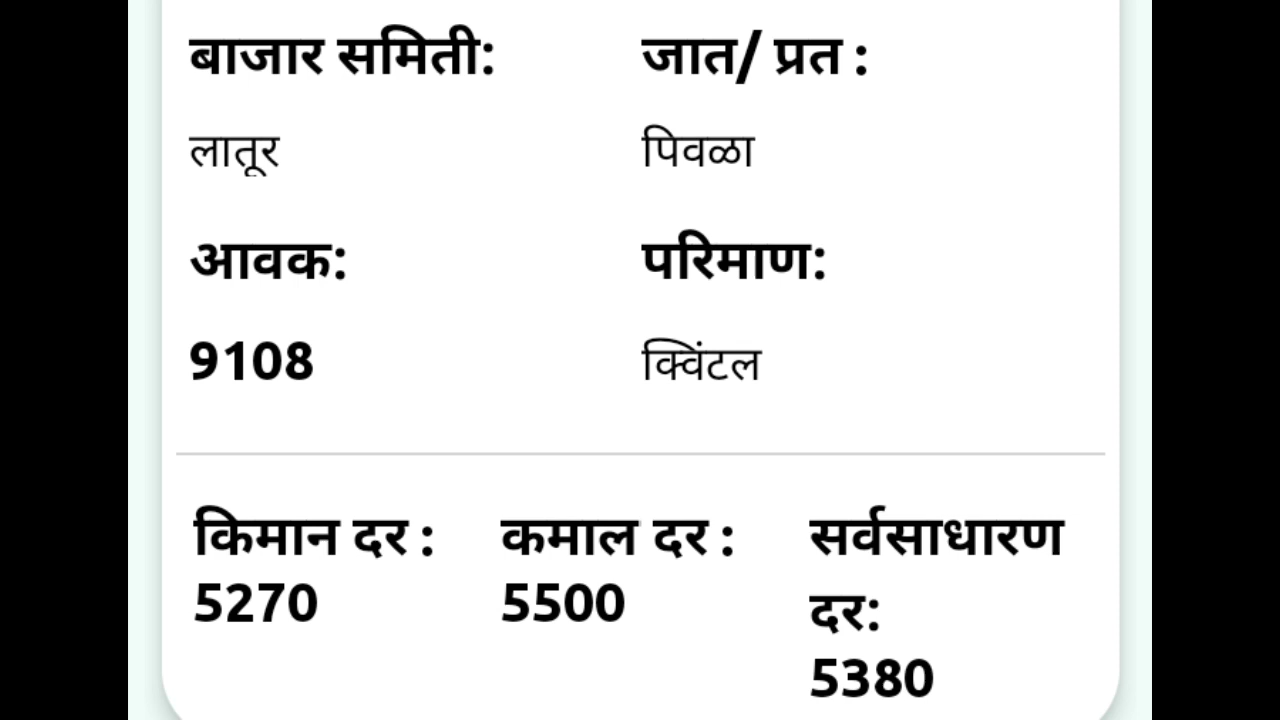 बाजार समिती: जात/ प्रत :
लातूर पिवळा
आवक: परिमाण:
9108 क्विंटल
किमान दर : कमाल दर : सर्वसाधारण
5270 5500 दर:
5380